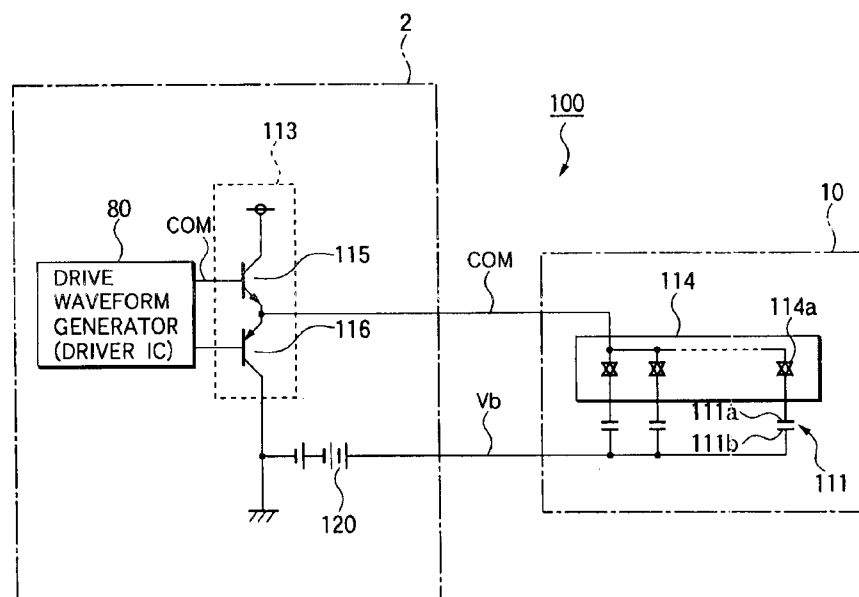 2
100
113
10
80
COM
DRIVE
WAVEFORM
GENERATOR
(DRIVER IC)
115
116
COM
114
114a
Vb
111a
111b
111
120